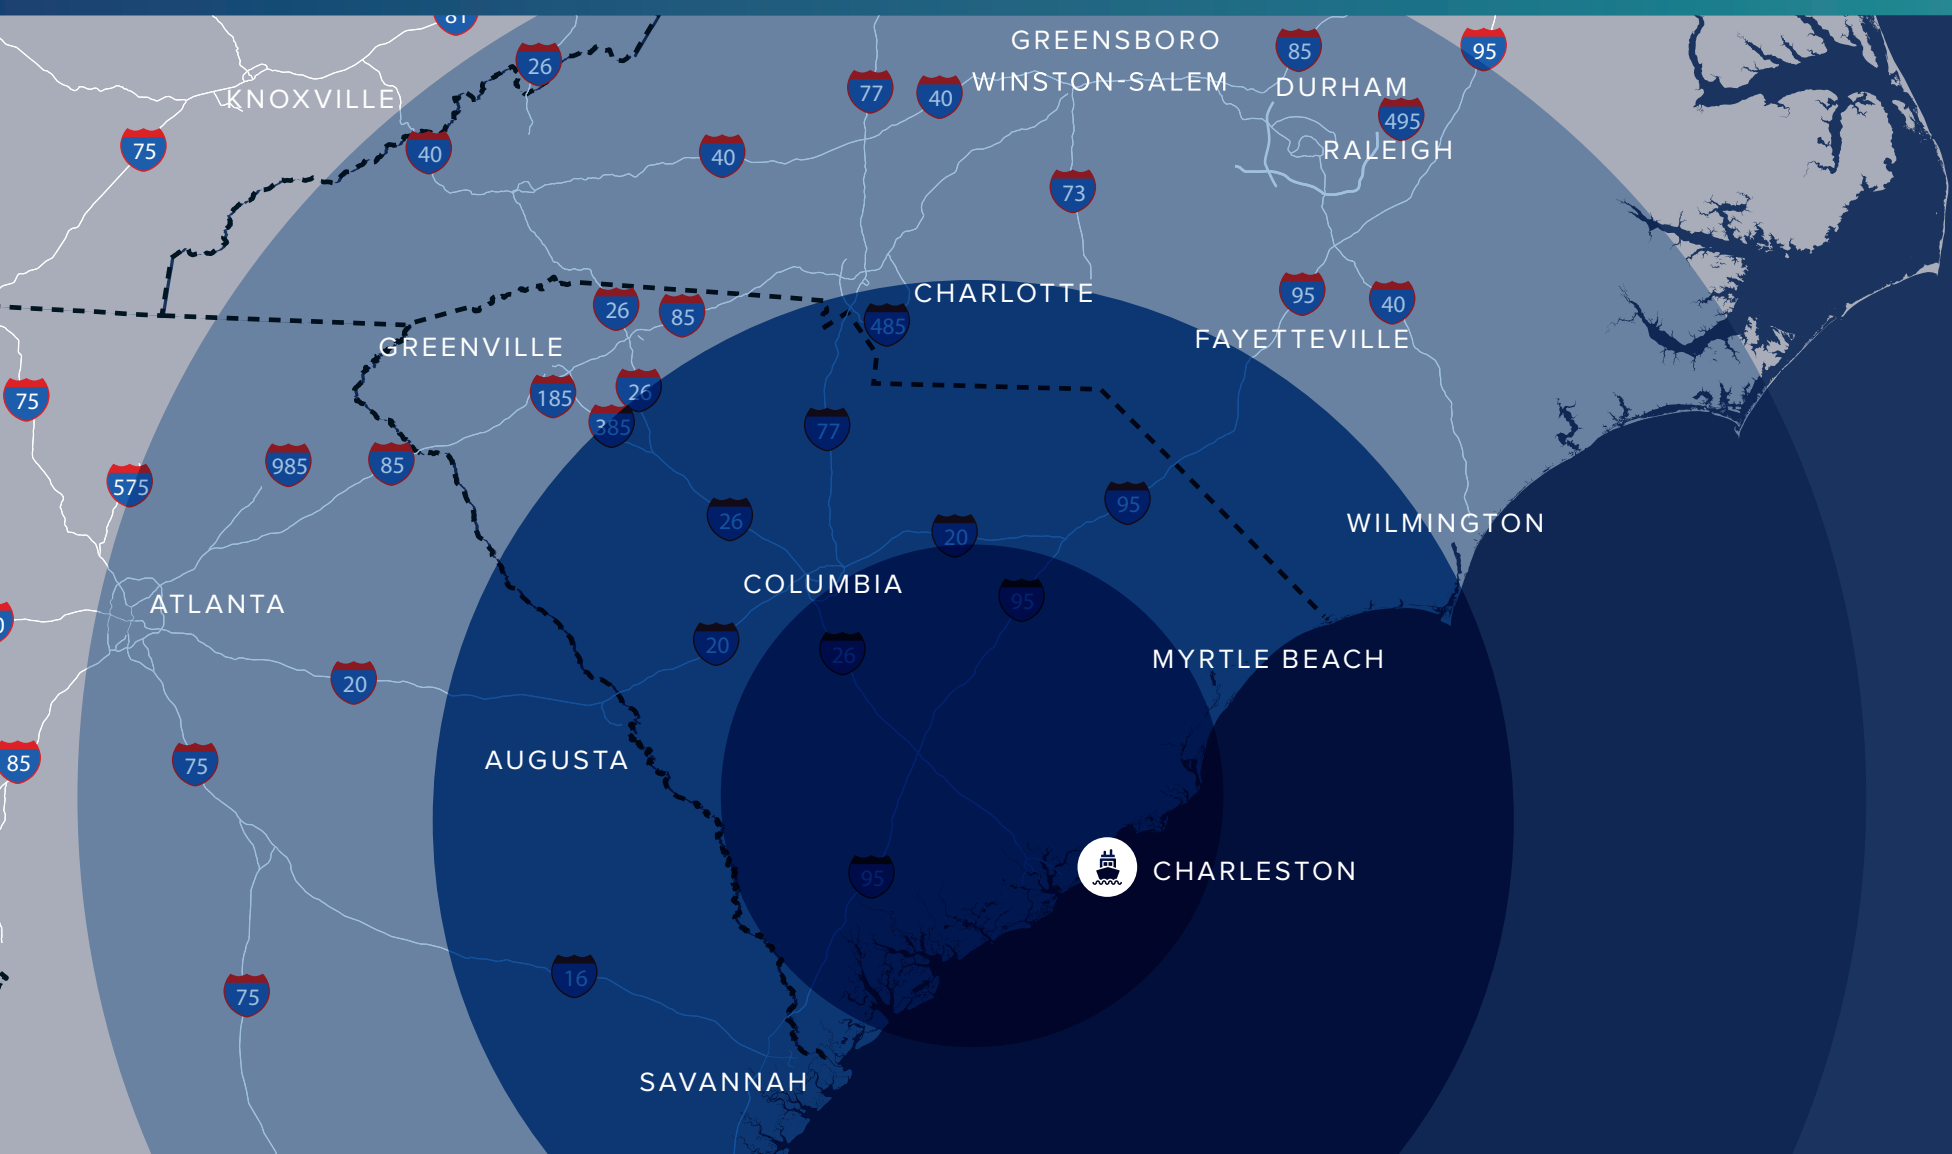 81
GREENSBORO
85
95
26
WINSTON-SALEM
DURHAM
77
40
KNOXVILLE
495
75
40
40
RALEIGH
73
CHARLOTTE
95
40
26
85
485
FAYETTEVILLE
GREENVILLE
26
185
75
385
77
985
85
575
95
26
WILMINGTON
20
COLUMBIA
95
ATLANTA
0
20
26
MYRTLE BEACH
20
AUGUSTA
85
75
CHARLESTON
95
16
75
SAVANNAH